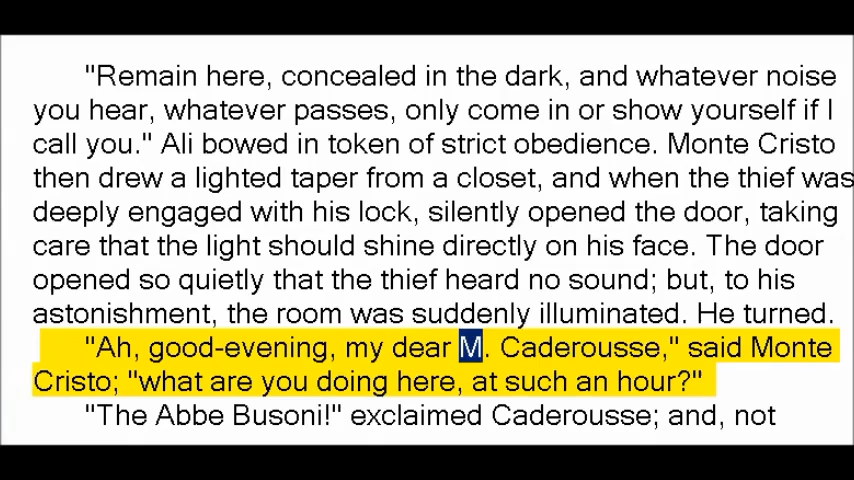 "Remain here, concealed in the dark, and whatever noise
you hear, whatever passes, only come in or show yourself if I
call you." Ali bowed in token of strict obedience. Monte Cristo
then drew a lighted taper from a closet, and when the thief was
deeply engaged with his lock, silently opened the door, taking
care that the light should shine directly on his face. The door
opened so quietly that the thief heard no sound; but, to his
astonishment, the room was suddenly illuminated. He turned.
"Ah, good-evening, my dear M. Caderousse," said Monte
Cristo; "what are you doing here, at such an hour?"
"The Abbe Busoni!" exclaimed Caderousse; and, not